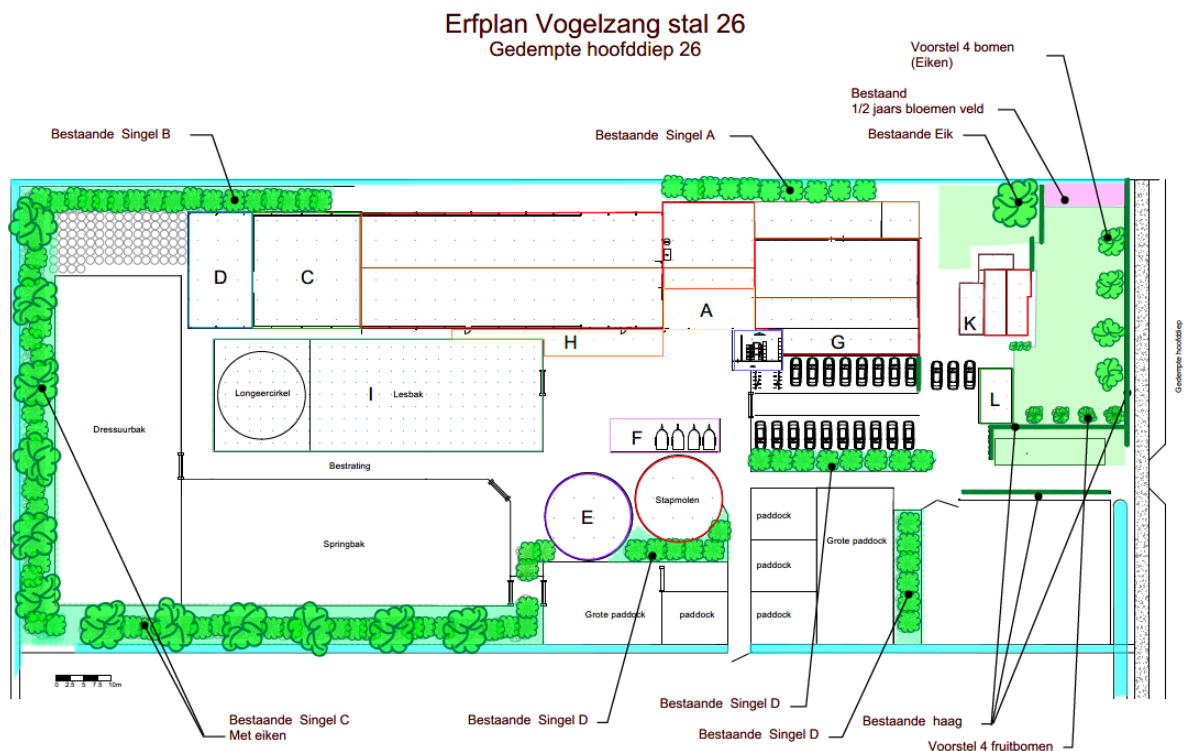 Erfplan Vogelzang stal 26
Gedempte hoofddiep 26
Voorstel 4 bomen
(Eiken)
Bestaand
1/2 jaars bloemen veld
Bestaande Singel B
Bestaande Singel A
Bestaande Eik
D
C
A
K
H
G
Gedempte hoofddiep
Longeercirkel
I
Lesbak
L
Dressuurbak
F
Bestrating
Stapmolen
E
paddock
Springbak
Grote paddock
paddock
Grote paddock
paddock
paddock
0 2.5 5 7.5 10m
Bestaande Singel C
Met eiken
Bestaande Singel D
Bestaande Singel D
Bestaande Singel D
Bestaande haag
Voorstel 4 fruitbomen